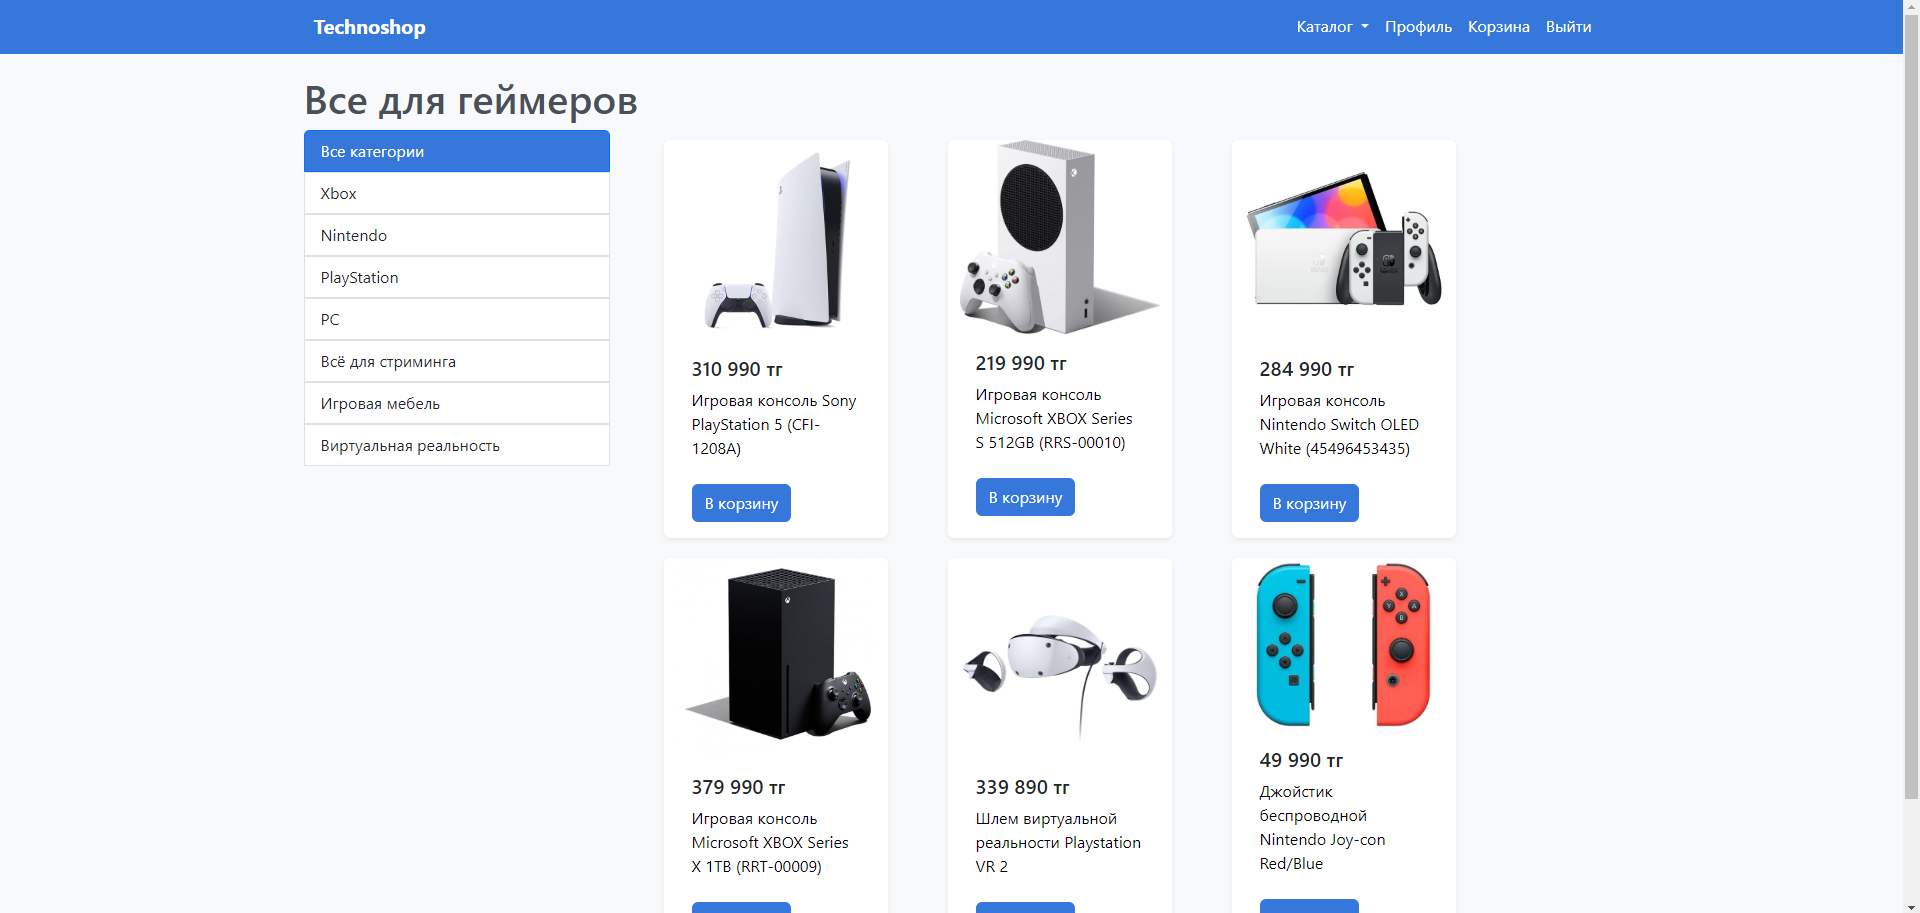 Technoshop
Каталог
Профиль
Корзина
Выйти
Все для геймеров
Все категории
Xbox
Nintendo
PlayStation
PC
Всё для стриминга
Игровая мебель
Виртуальная реальность
310 990 тг
Игровая консоль Sony
PlayStation 5 (CFI-
1208A)
В корзину
219 990 тг
Игровая консоль
Microsoft XBOX Series
S 512GB (RRS-00010)
В корзину
284 990 тг
Игровая консоль
Nintendo Switch OLED
White (45496453435)
В корзину
379 990 тг
Игровая консоль
Microsoft XBOX Series
X 1TB (RRT-00009)
339 890 тг
Шлем виртуальной
реальности Playstation
VR 2
49 990 тг
Джойстик
беспроводной
Nintendo Joy-con
Red/Blue